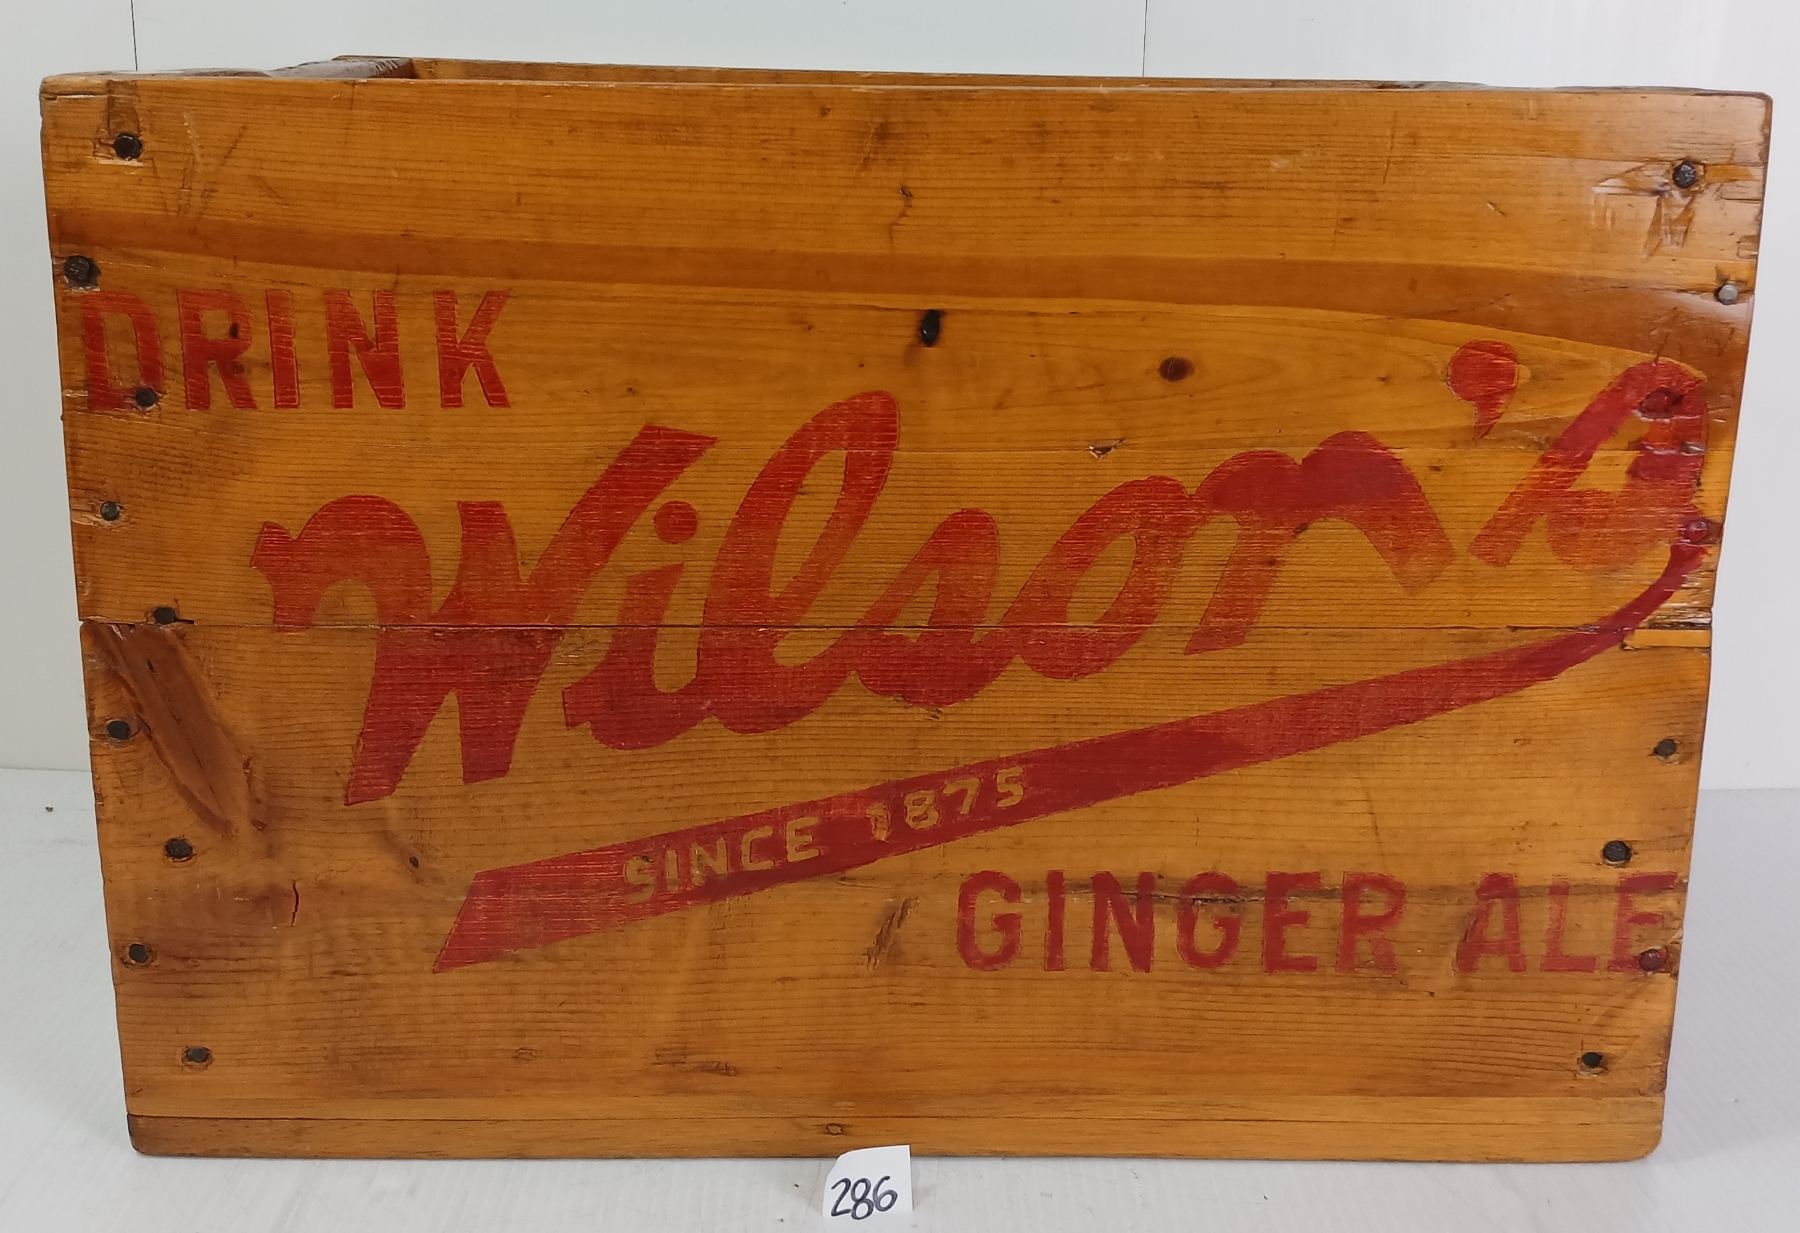 DRINK
Wilson's
SINCE 1875
GINGER ALE
286